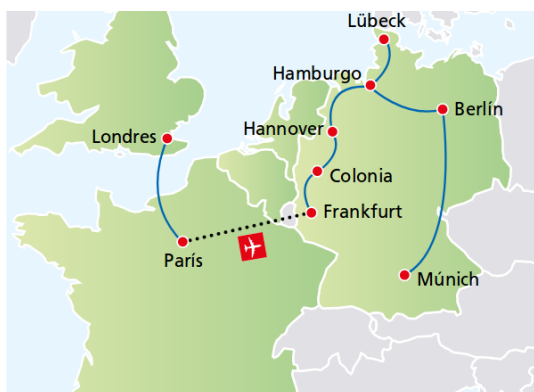 Lübeck
Hamburgo
Berlín
Londres
Hannover
Colonia
Frankfurt
París
Múnich